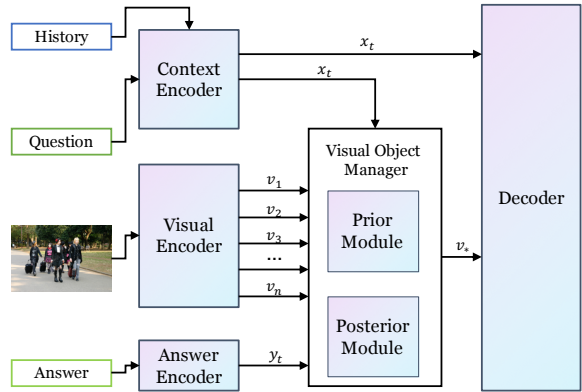 History
Question
Answer
Context
Encoder
Visual
Encoder
Answer
Encoder
x_t
x_t
v_1
v_2
v_3
...
v_n
y_t
Visual Object
Manager
Prior
Module
Posterior
Module
v_*
Decoder